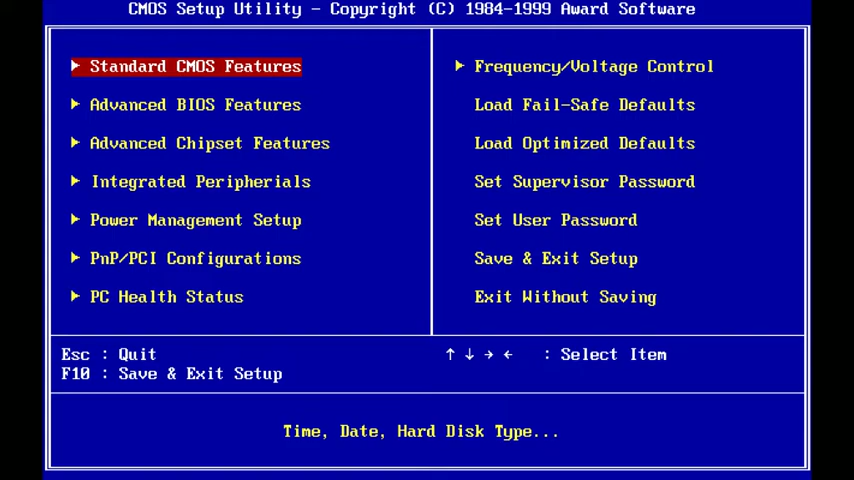 CMOS Setup Utility - Copyright (C) 1984-1999 Award Software
Standard CMOS Features
Advanced BIOS Features
Advanced Chipset Features
Integrated Peripherials
Power Management Setup
PnP/PCI Configurations
PC Health Status
Frequency/Voltage Control
Load Fail-Safe Defaults
Load Optimized Defaults
Set Supervisor Password
Set User Password
Save & Exit Setup
Exit Without Saving
Esc : Quit
F10 : Save & Exit Setup
↑ ↓ → ← : Select Item
Time, Date, Hard Disk Type...